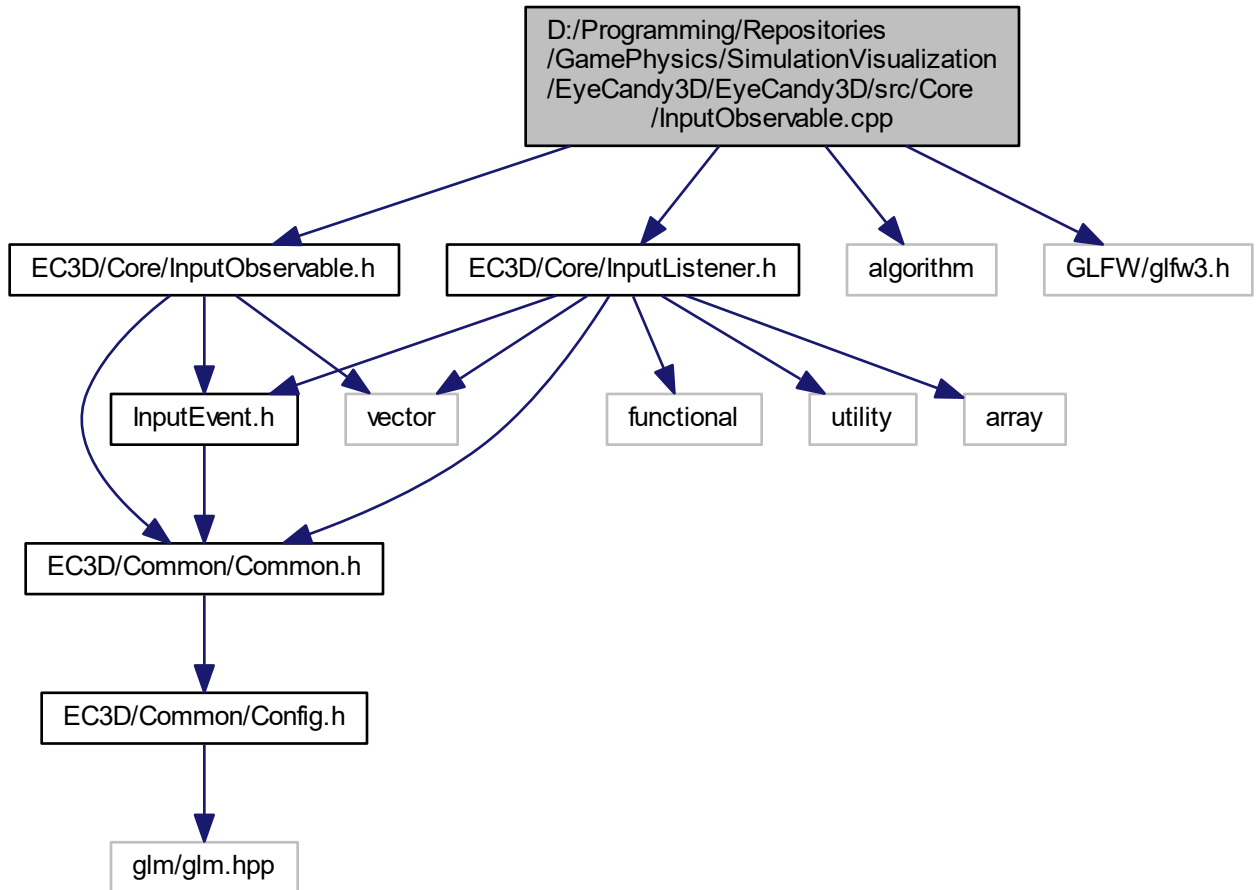 D:/Programming/Repositories
/GamePhysics/SimulationVisualization
/EyeCandy3D/EyeCandy3D/src/Core
/InputObservable.cpp
EC3D/Core/InputObservable.h
EC3D/Core/InputListener.h
algorithm
GLFW/glfw3.h
InputEvent.h
vector
functional
utility
array
EC3D/Common/Common.h
EC3D/Common/Config.h
glm/glm.hpp